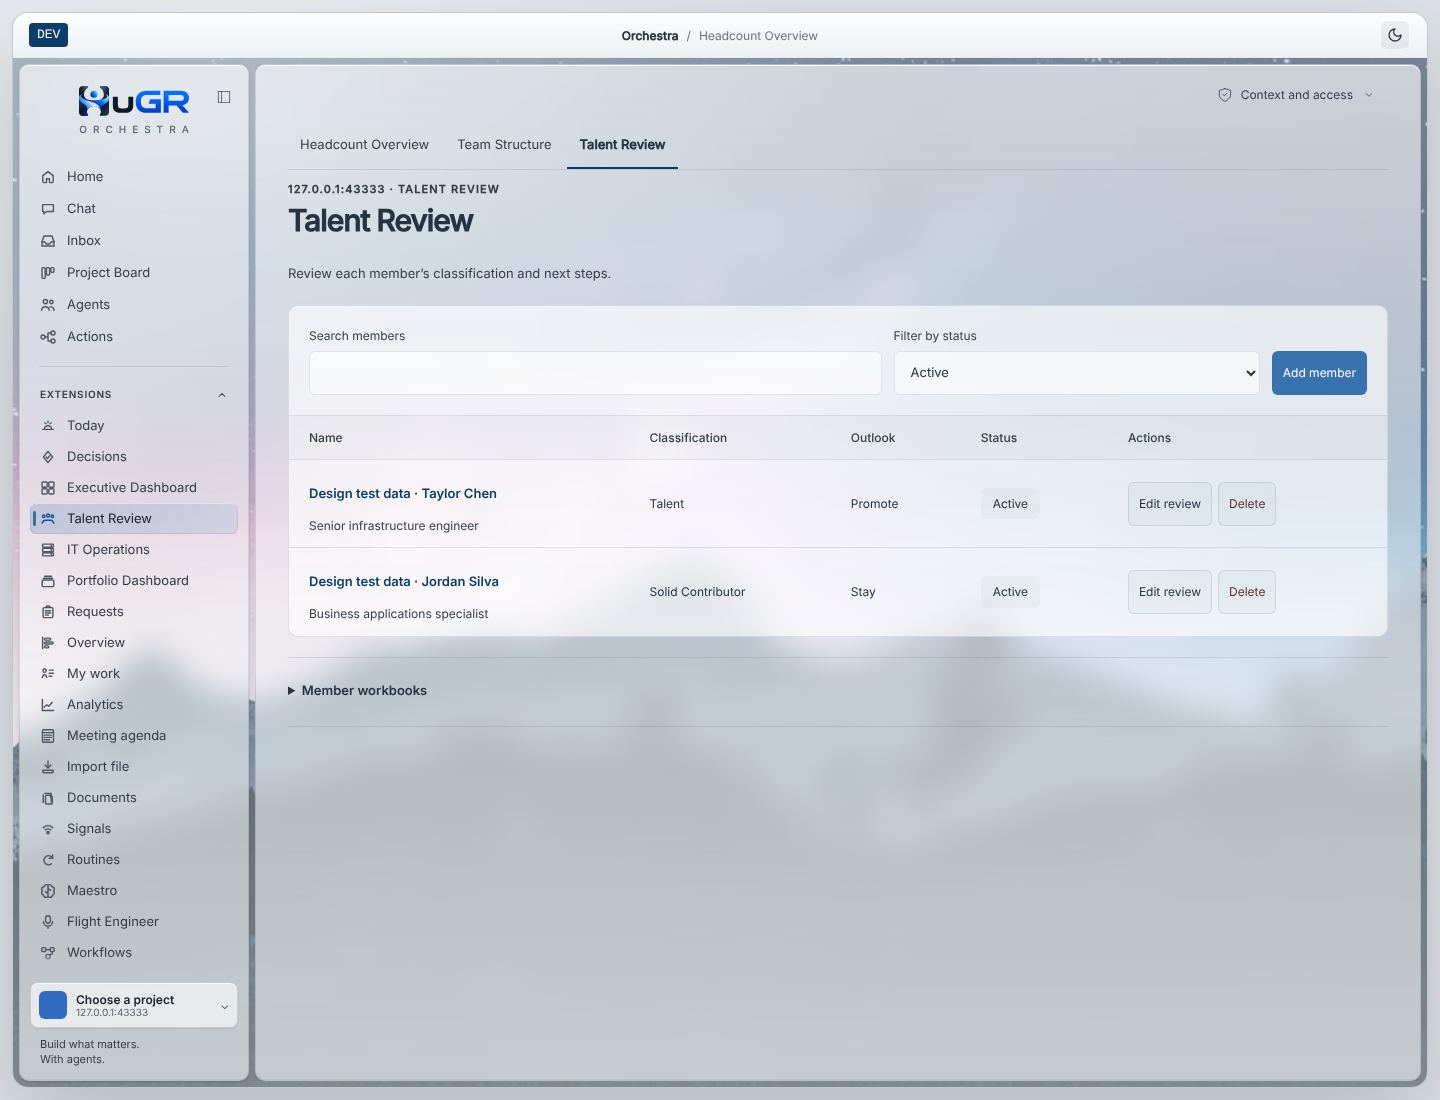 DEV
Orchestra / Headcount Overview
HuGR
ORCHESTRA
Home
Chat
Inbox
Project Board
Agents
Actions
EXTENSIONS
Today
Decisions
Executive Dashboard
Talent Review
IT Operations
Portfolio Dashboard
Requests
Overview
My work
Analytics
Meeting agenda
Import file
Documents
Signals
Routines
Maestro
Flight Engineer
Workflows
Choose a project
127.0.0.1:43333
Build what matters.
With agents.
Context and access
Headcount Overview Team Structure Talent Review
127.0.0.1:43333 · TALENT REVIEW
Talent Review
Review each member’s classification and next steps.
Search members Filter by status
Active Add member
Name Classification Outlook Status Actions
Design test data · Taylor Chen
Senior infrastructure engineer
Talent Promote Active Edit review Delete
Design test data · Jordan Silva
Business applications specialist
Solid Contributor Stay Active Edit review Delete
Member workbooks